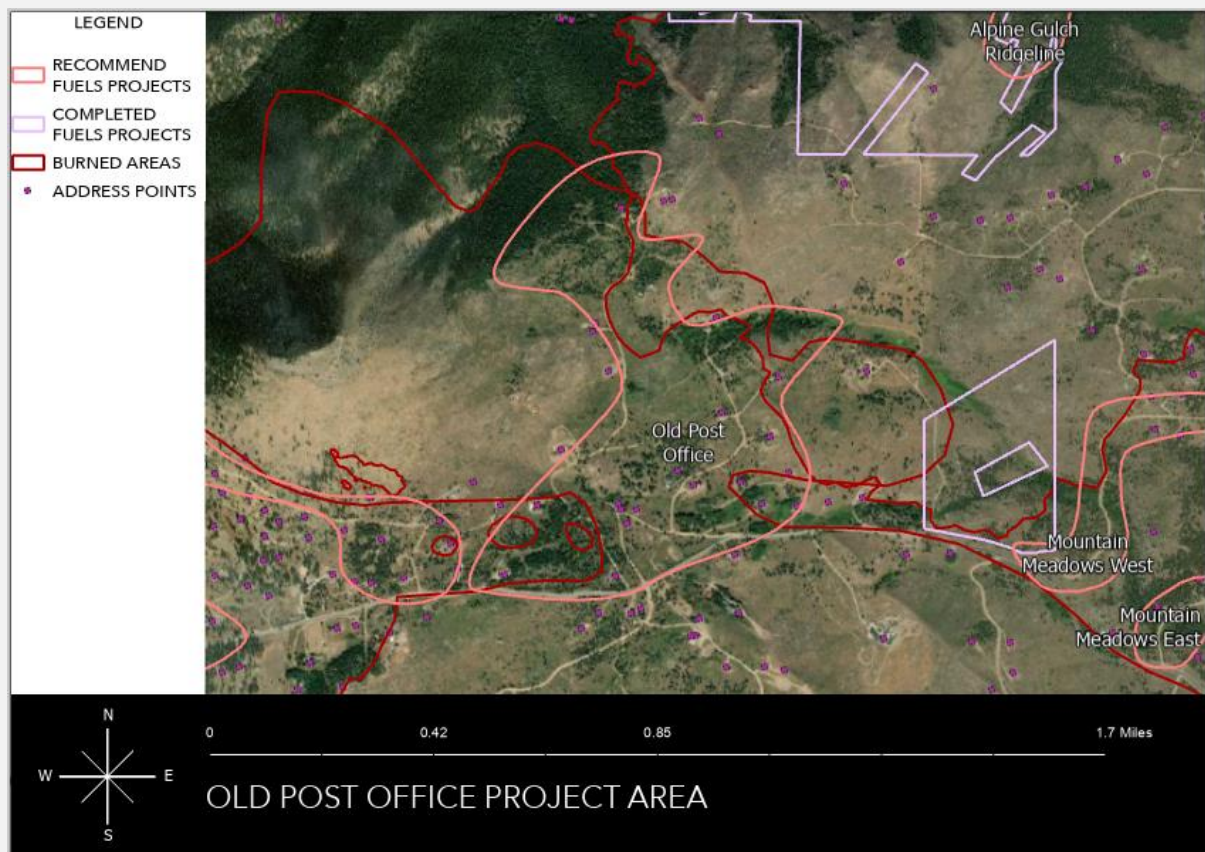 LEGEND
RECOMMEND
FUELS PROJECTS
COMPLETED
FUELS PROJECTS
BURNED AREAS
ADDRESS POINTS
Alpine Gulch
Ridgeline
Old Post
Office
Mountain
Meadows West
Mountain
Meadows East
N
W
E
S
0
0.42
0.85
1.7 Miles
OLD POST OFFICE PROJECT AREA